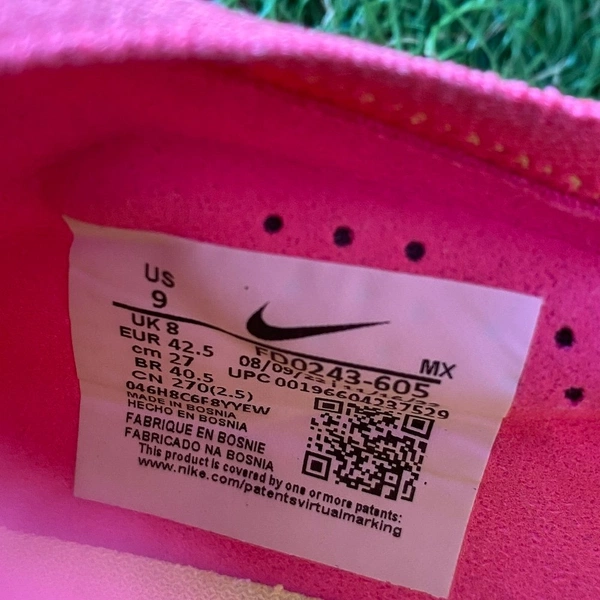 US
9
UK 8
EUR 42.5
cm 27
BR 40.5
CN 270(2.5)
FD0243-605
MX
UPC 00196604297529
046H8C6F8YYEW
MADE IN BOSNIA
HECHO EN BOSNIA
FABRIQUE EN BOSNIE
FABRICADO NA BOSNIA
This product is covered by one or more patents:
www.nike.com/patentsvirtualmarking